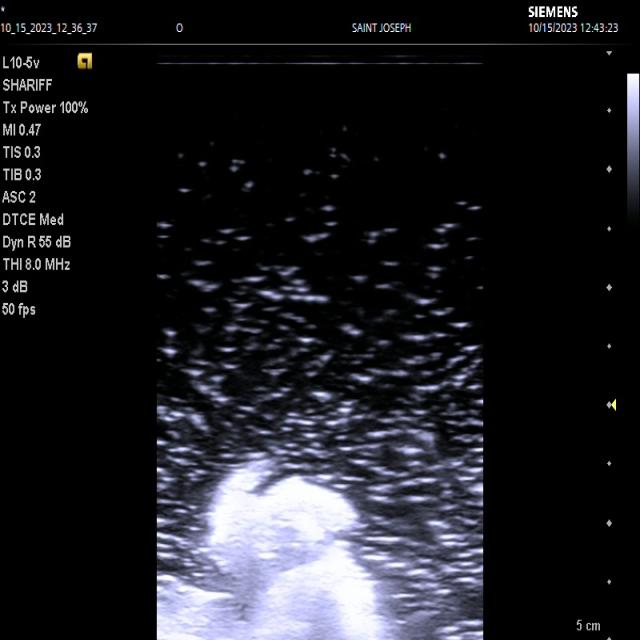 *
SIEMENS
10_15_2023_12_36_37 O SAINT JOSEPH 10/15/2023 12:43:23
L10-5v
SHARIFF
Tx Power 100%
MI 0.47
TIS 0.3
TIB 0.3
ASC 2
DTCE Med
Dyn R 55 dB
THI 8.0 MHz
3 dB
50 fps
5 cm